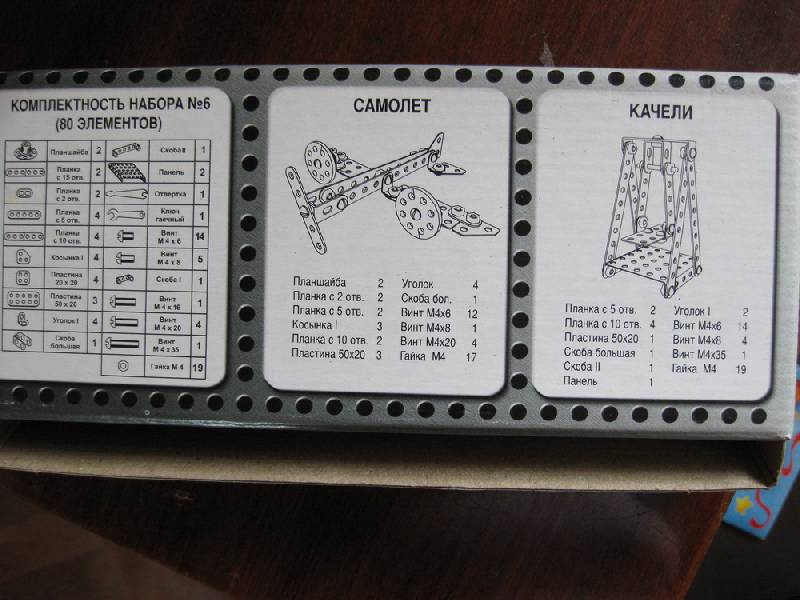 КОМПЛЕКТНОСТЬ НАБОРА №6
(80 ЭЛЕМЕНТОВ)
Планшайба 2 Скоба II 1
Планка с 15 отв. 2 Панель 2
Планка с 2 отв. 2 Отвертка 1
Планка с 5 отв. 4 Ключ гаечный 1
Планка с 10 отв. 4 Винт М 4 х 6 14
Косынка I 4 Винт М 4 х 8 5
Пластина 20 х 20 4 Скоба I 1
Пластина 50 х 20 3 Винт М 4 х 16 1
Уголок I 4 Винт М 4 х 20 4
Скоба большая 1 Винт М 4 х 35 1
Гайка М 4 19
САМОЛЕТ
Планшайба 2 Уголок 4
Планка с 2 отв. 2 Скоба бол. 1
Планка с 5 отв. 2 Винт М4х6 12
Косынка I 3 Винт М4х8 1
Планка с 10 отв. 2 Винт М4х20 4
Пластина 50х20 3 Гайка М4 17
КАЧЕЛИ
Планка с 5 отв. 2 Уголок I 2
Планка с 10 отв. 4 Винт М4х6 14
Пластина 50х20 1 Винт М4х8 4
Скоба большая 1 Винт М4х35 1
Скоба II 1 Гайка М4 19
Панель 1